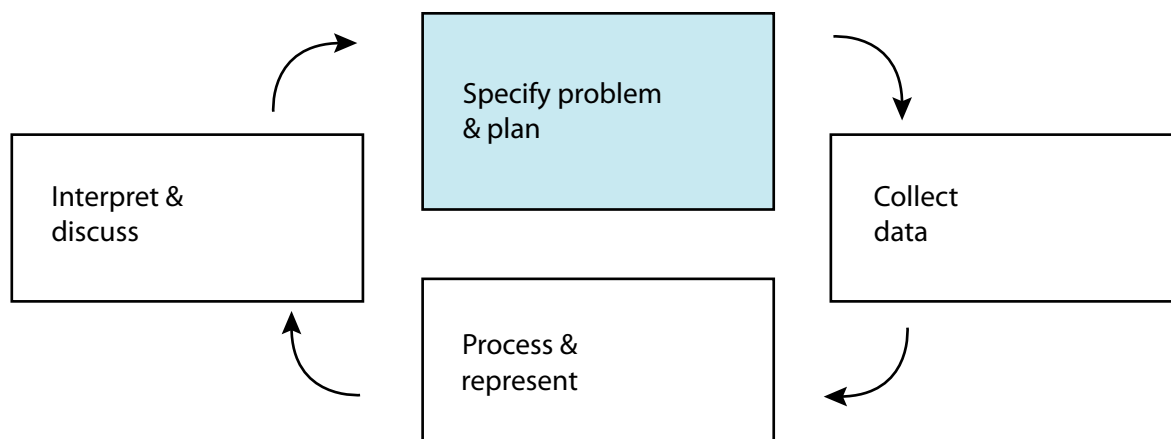 Specify problem
& plan
Interpret &
discuss
Collect
data
Process &
represent